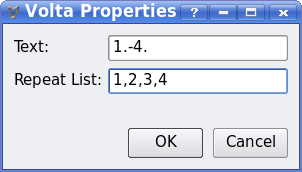 Volta Properties ?
Text: 1.-4.
Repeat List: 1,2,3,4
OK Cancel